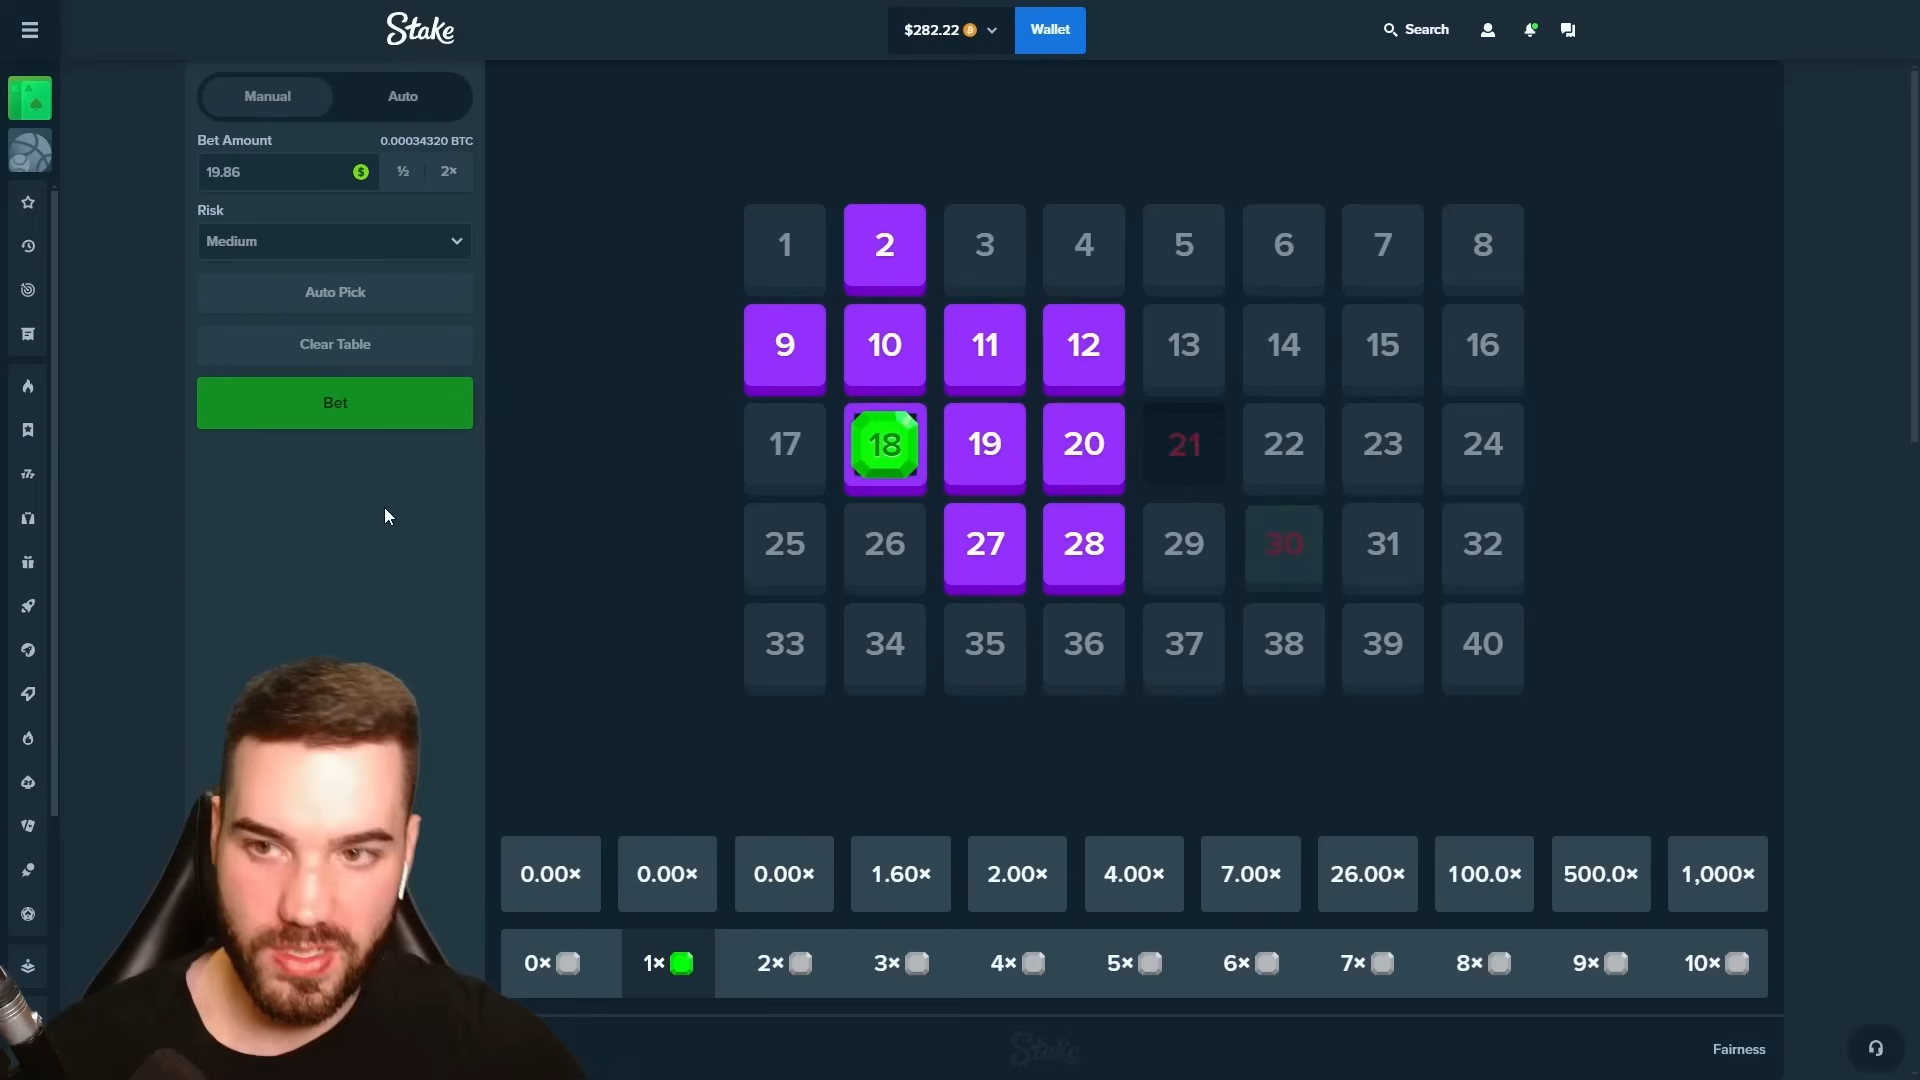 Stake
$282.22
Wallet
Search
Manual
Auto
Bet Amount
0.00034320 BTC
19.86
$
½
2×
Risk
Medium
Auto Pick
Clear Table
Bet
1 2 3 4 5 6 7 8
9 10 11 12 13 14 15 16
17 18 19 20 21 22 23 24
25 26 27 28 29 30 31 32
33 34 35 36 37 38 39 40
0.00× 0.00× 0.00× 1.60× 2.00× 4.00× 7.00× 26.00× 100.0× 500.0× 1,000×
0× 1× 2× 3× 4× 5× 6× 7× 8× 9× 10×
Stake
Fairness